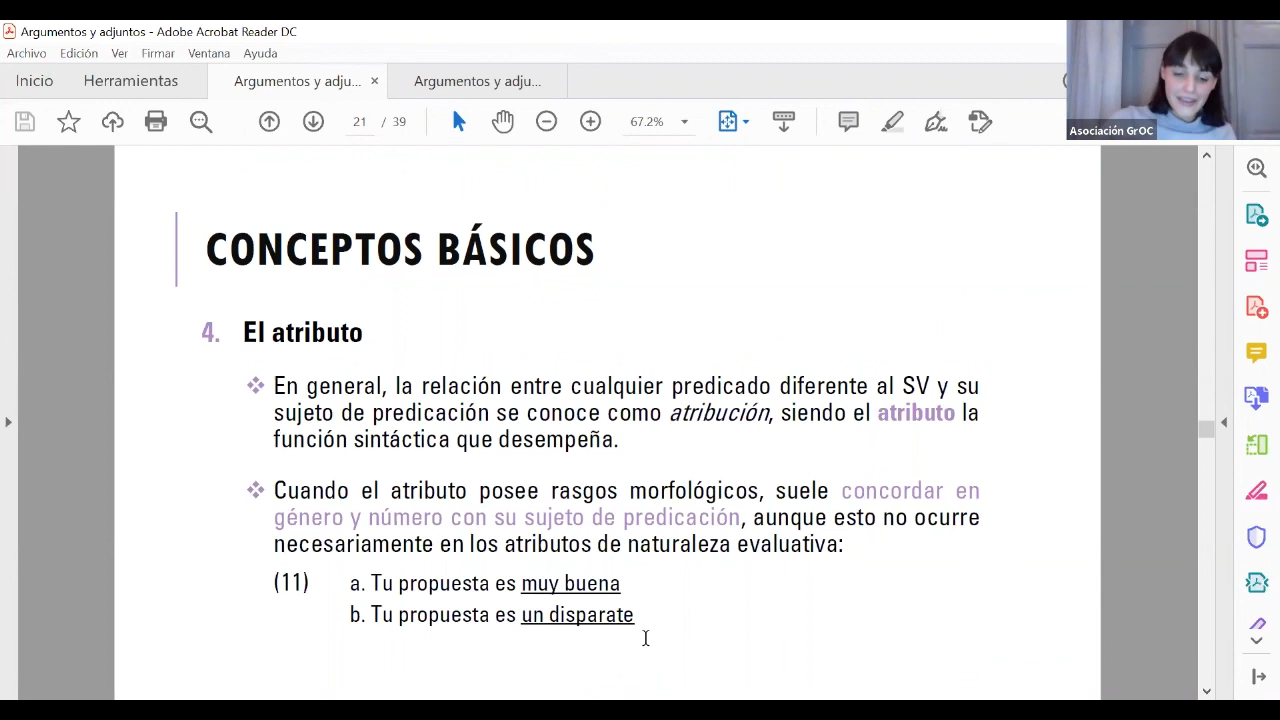 Argumentos y adjuntos - Adobe Acrobat Reader DC
Archivo Edición Ver Firmar Ventana Ayuda
Inicio Herramientas Argumentos y adju... × Argumentos y adju...
21 / 39 67.2%
Asociación GrOC
CONCEPTOS BÁSICOS
4. El atributo
En general, la relación entre cualquier predicado diferente al SV y su
sujeto de predicación se conoce como atribución, siendo el atributo la
función sintáctica que desempeña.
Cuando el atributo posee rasgos morfológicos, suele concordar en
género y número con su sujeto de predicación, aunque esto no ocurre
necesariamente en los atributos de naturaleza evaluativa:
(11) a. Tu propuesta es muy buena
b. Tu propuesta es un disparate